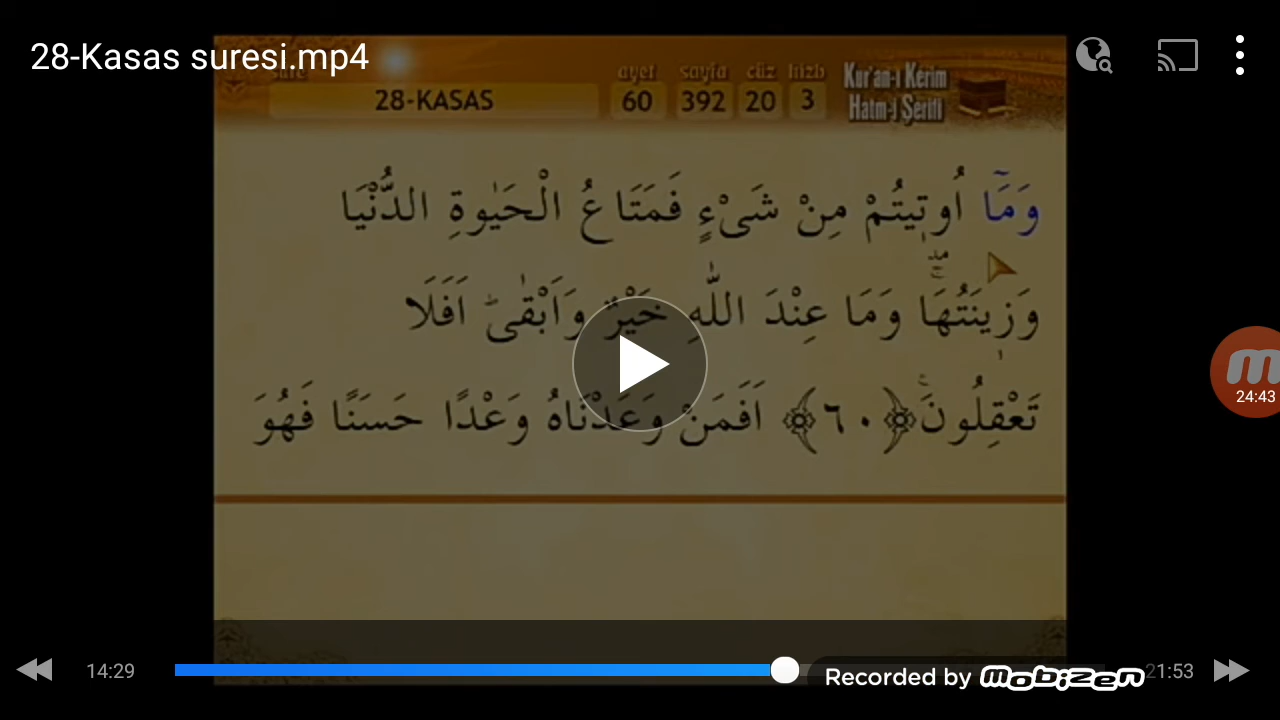 28-Kasas suresi.mp4
sure ayet sayfa cüz hizb
28-KASAS 60 392 20 3
Kur'an-ı Kerim
Hatm-i Şerifi
وَمَٓا اُو۫ت۪يتُمْ مِنْ شَيْءٍ فَمَتَاعُ الْحَيٰوةِ الدُّنْيَا
وَز۪ينَتُهَاۚ وَمَا عِنْدَ اللّٰهِ خَيْرٌ وَاَبْقٰىۜ اَفَلَا
تَعْقِلُونَۚ ﴿٦٠﴾ اَفَمَنْ وَعَدْنَاهُ وَعْدًا حَسَنًا فَهُوَ
24:43
14:29
21:53
Recorded by mobizen